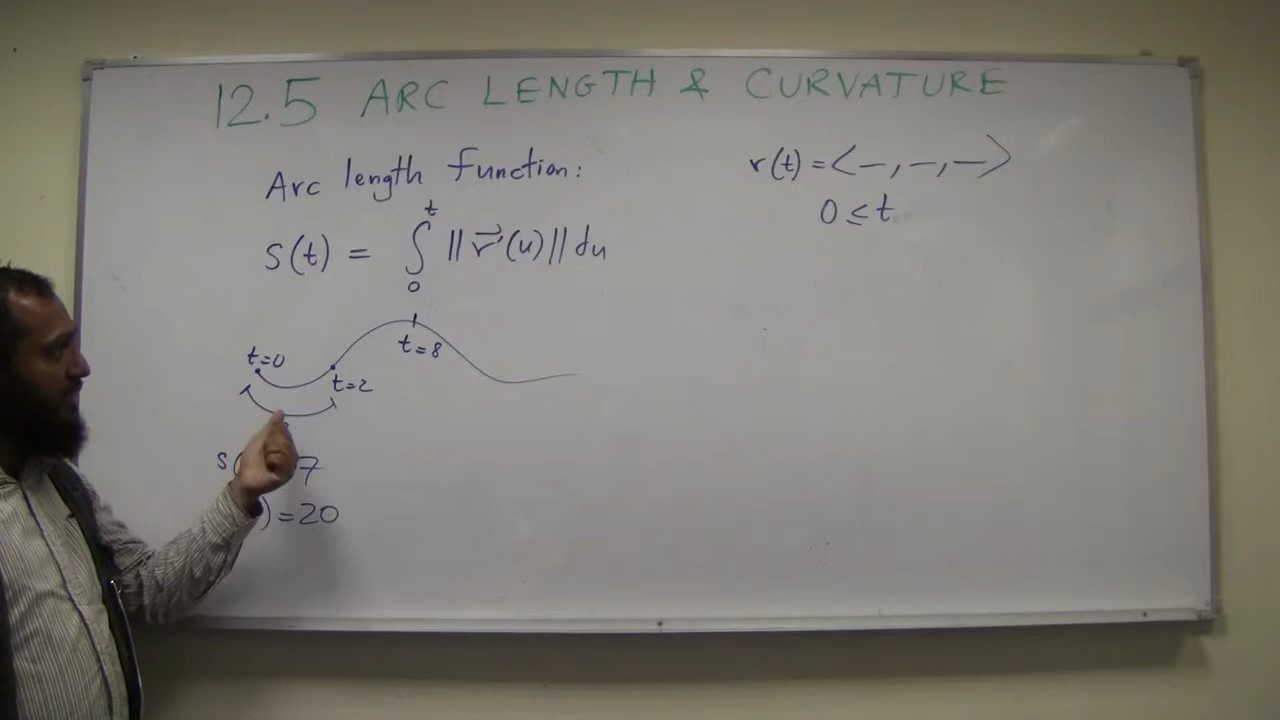 12.5 ARC LENGTH & CURVATURE
Arc length function:
s(t) = ∫₀ᵗ ||r⃗'(u)|| du
r(t) = <—, —, —>
0 ≤ t
t=0
t=2
t=8
s( 7
) = 20